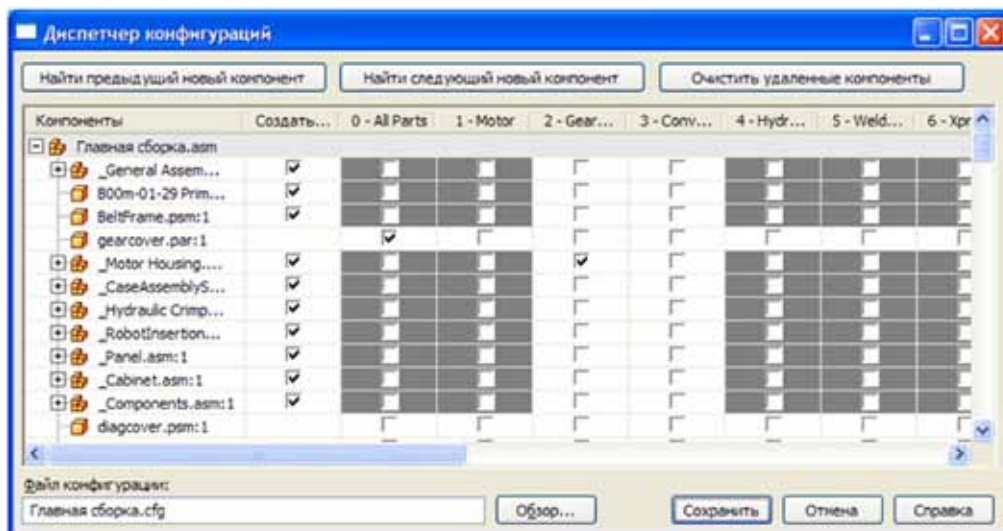 Диспетчер конфигураций
Найти предыдущий новый компонент Найти следующий новый компонент Очистить удаленные компоненты
Компоненты Создать... 0 - All Parts 1 - Motor 2 - Gear... 3 - Conv... 4 - Hydr... 5 - Weld... 6 - Xpr
Главная сборка.asm
_General Assem...
B00m-01-29 Prim...
BeltFrame.psm:1
gearcover.par:1
_Motor Housing....
_CaseAssemblyS...
_Hydraulic Crimp...
_RobotInsertion...
_Panel.asm:1
_Cabinet.asm:1
_Components.asm:1
diagcover.psm:1
Файл конфигурации:
Главная сборка.cfg Обзор... Сохранить Отмена Справка